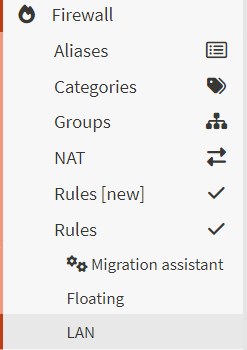 Firewall
Aliases
Categories
Groups
NAT
Rules [new]
Rules
Migration assistant
Floating
LAN